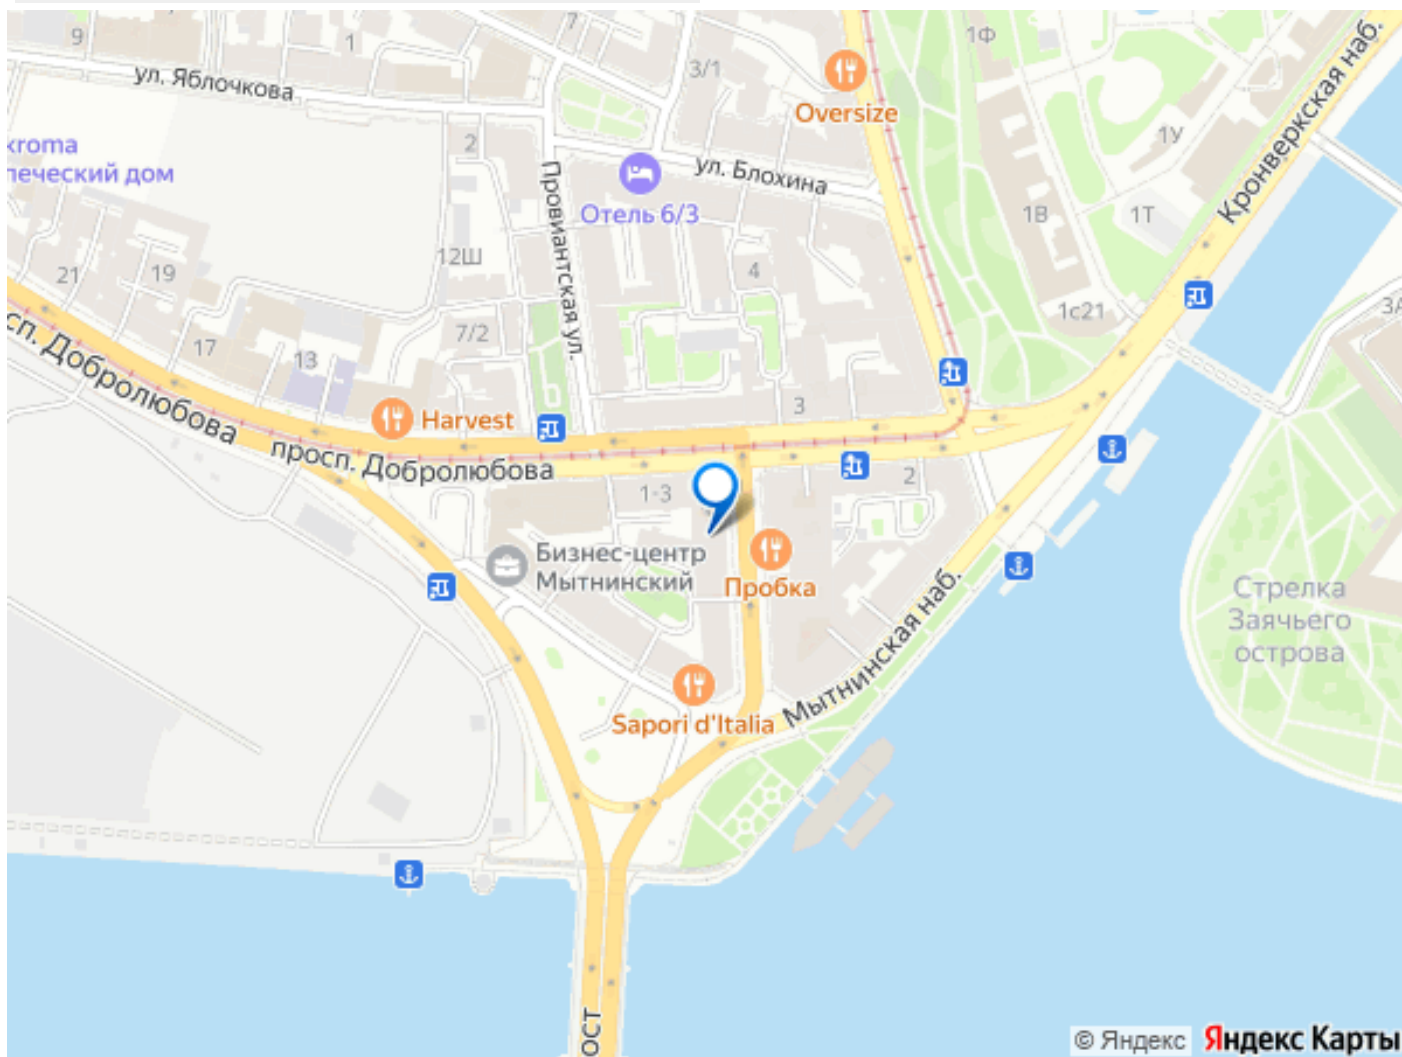 9
1
7
1Ф
Кронверкская наб.
ул. Яблочкова
3/1
Oversize
2
kroma
печеский дом
ул. Блохина
1У
Провиантская ул.
Отель 6/3
1В
1Т
12Ш
21
19
4
1с21
3А
17
7/2
13
3
сп. Добролюбова
Harvest
просп. Добролюбова
1-3
2
Бизнес-центр
Мытнинский
Пробка
Стрелка
Заячьего
острова
Мытнинская наб.
Sapori d'Italia
ост
© Яндекс
Яндекс Карты